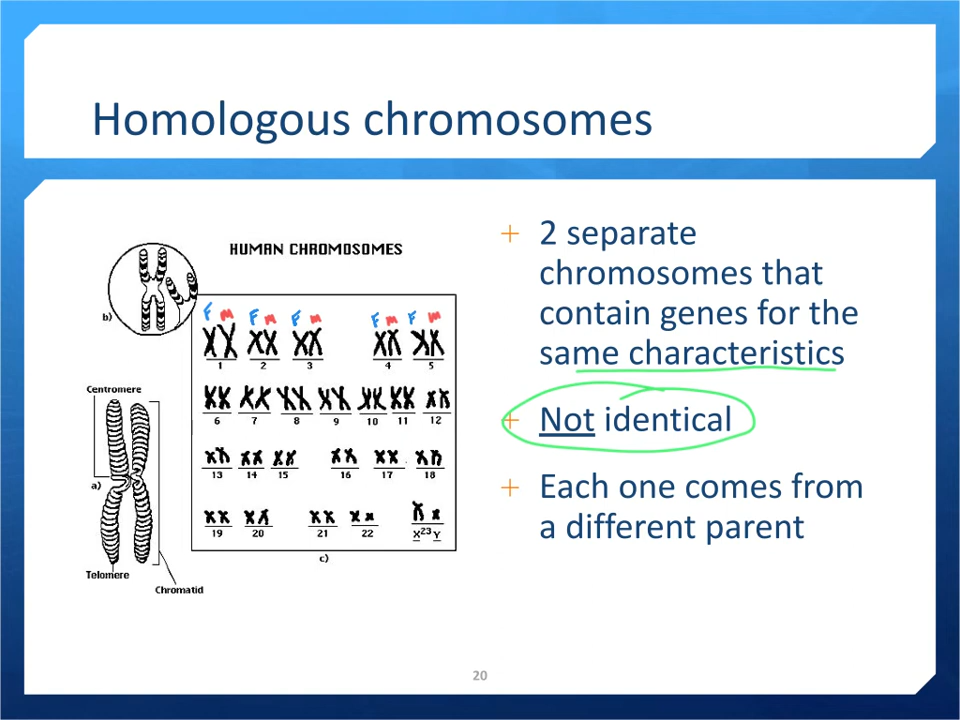 Homologous chromosomes
HUMAN CHROMOSOMES
b)
F M F M F M F M F M
1 2 3 4 5
Centromere
6 7 8 9 10 11 12
13 14 15 16 17 18
a)
19 20 21 22 X 23 Y
c)
Telomere
Chromatid
+ 2 separate
chromosomes that
contain genes for the
same characteristics
+ Not identical
+ Each one comes from
a different parent
20